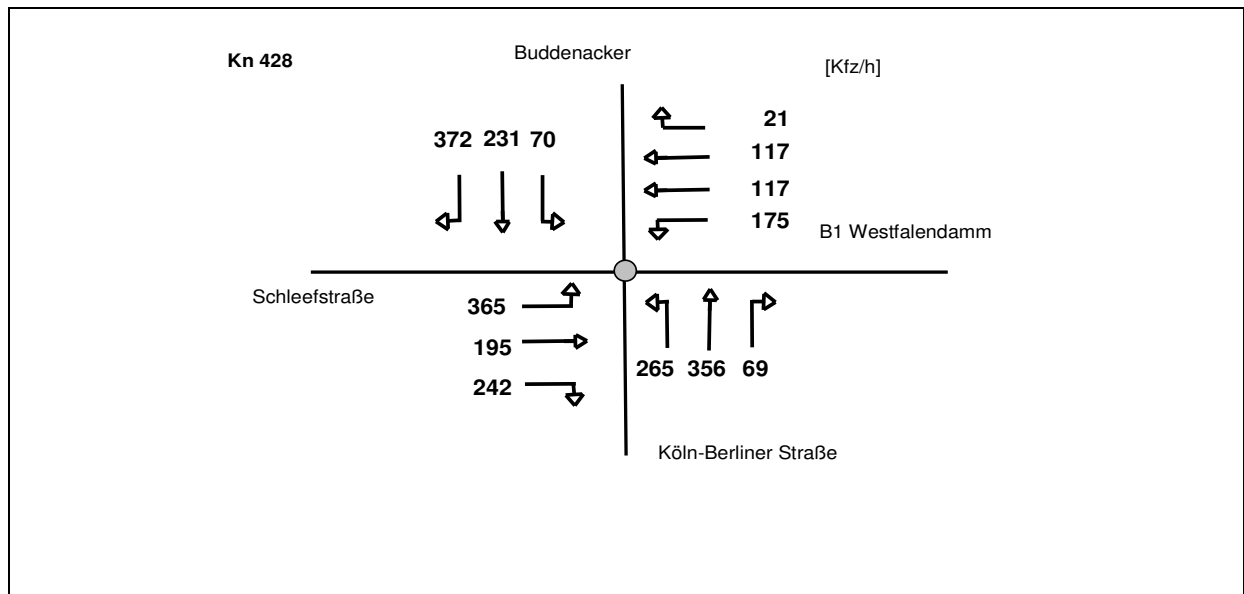 Buddenacker
Kn 428
[Kfz/h]
21
372 231 70
117
117
175
B1 Westfalendamm
Schleefstraße
365
195
242
265 356 69
Köln-Berliner Straße